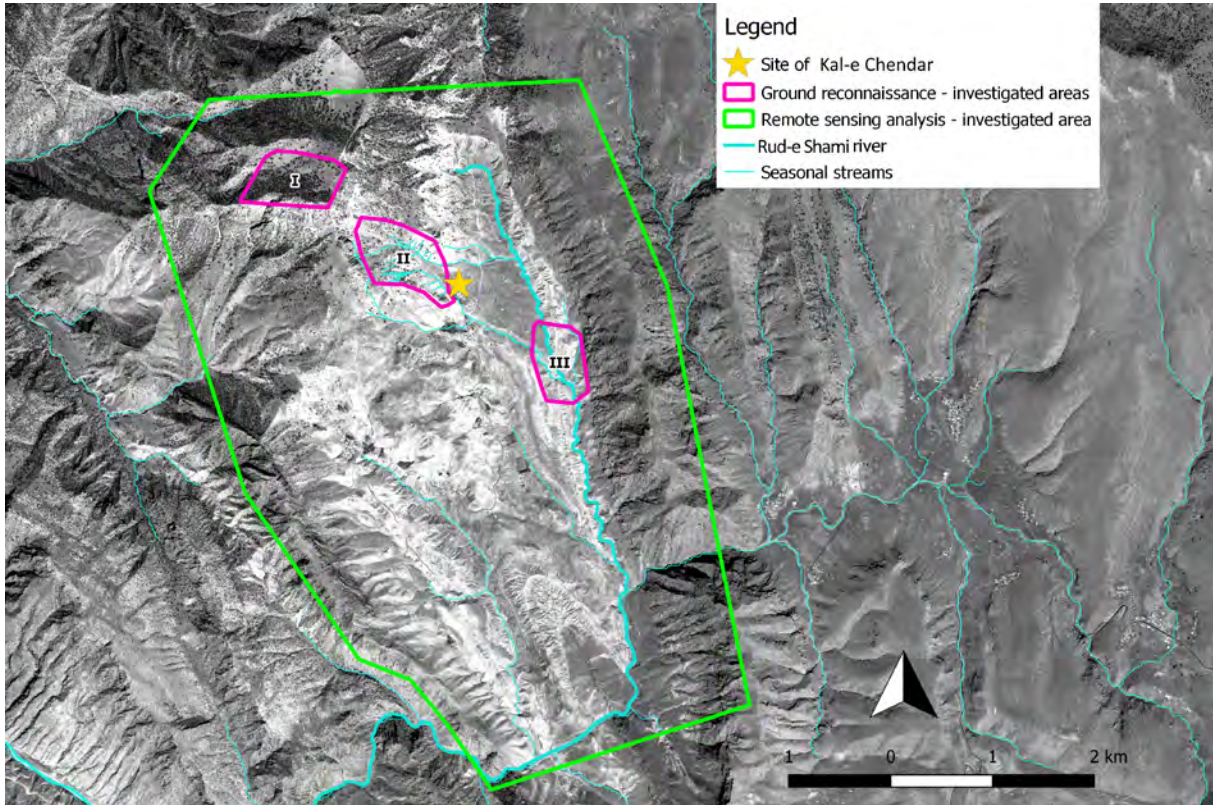 Legend
Site of Kal-e Chendar
Ground reconnaissance - investigated areas
Remote sensing analysis - investigated area
Rud-e Shami river
Seasonal streams
I
II
III
1 0 1 2 km